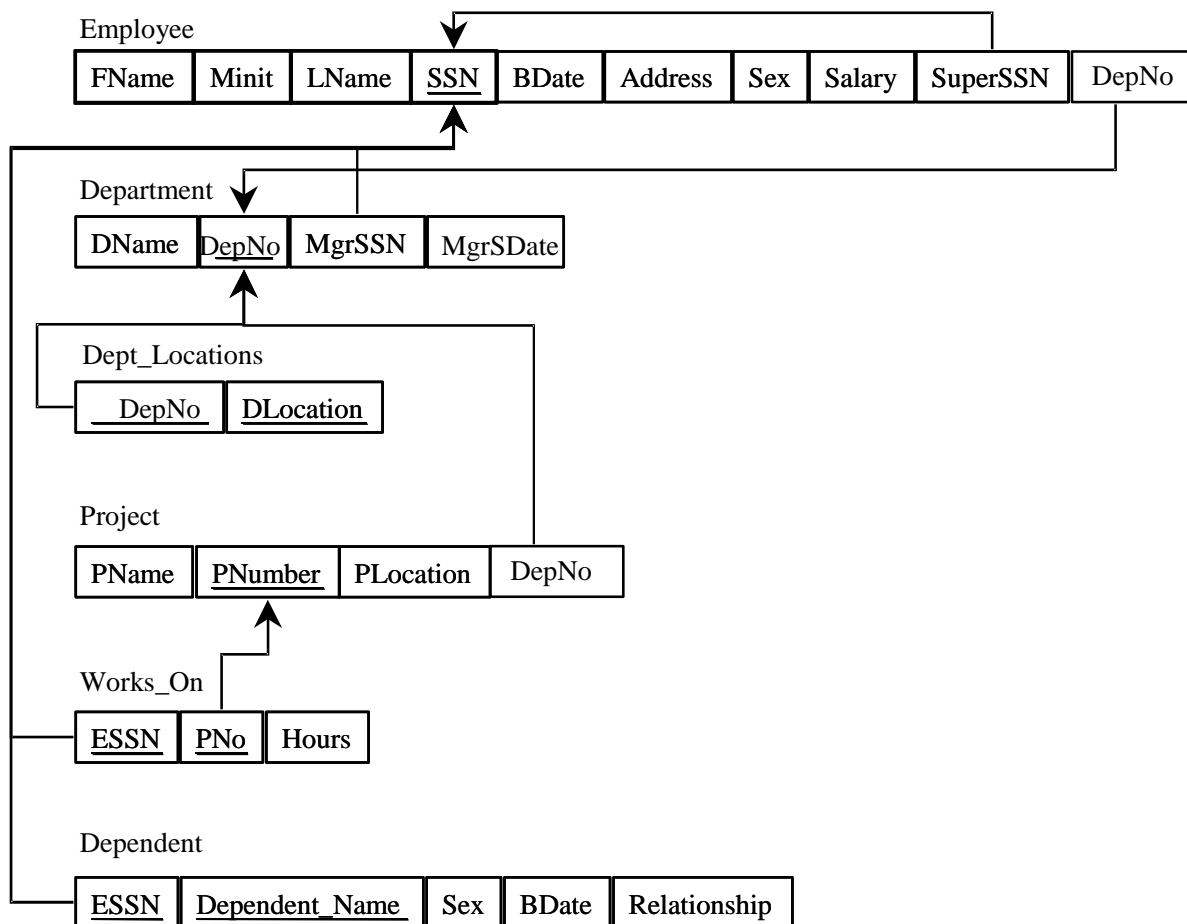 Employee
FName Minit LName SSN BDate Address Sex Salary SuperSSN DepNo
Department
DName DepNo MgrSSN MgrSDate
Dept_Locations
DepNo DLocation
Project
PName PNumber PLocation DepNo
Works_On
ESSN PNo Hours
Dependent
ESSN Dependent_Name Sex BDate Relationship